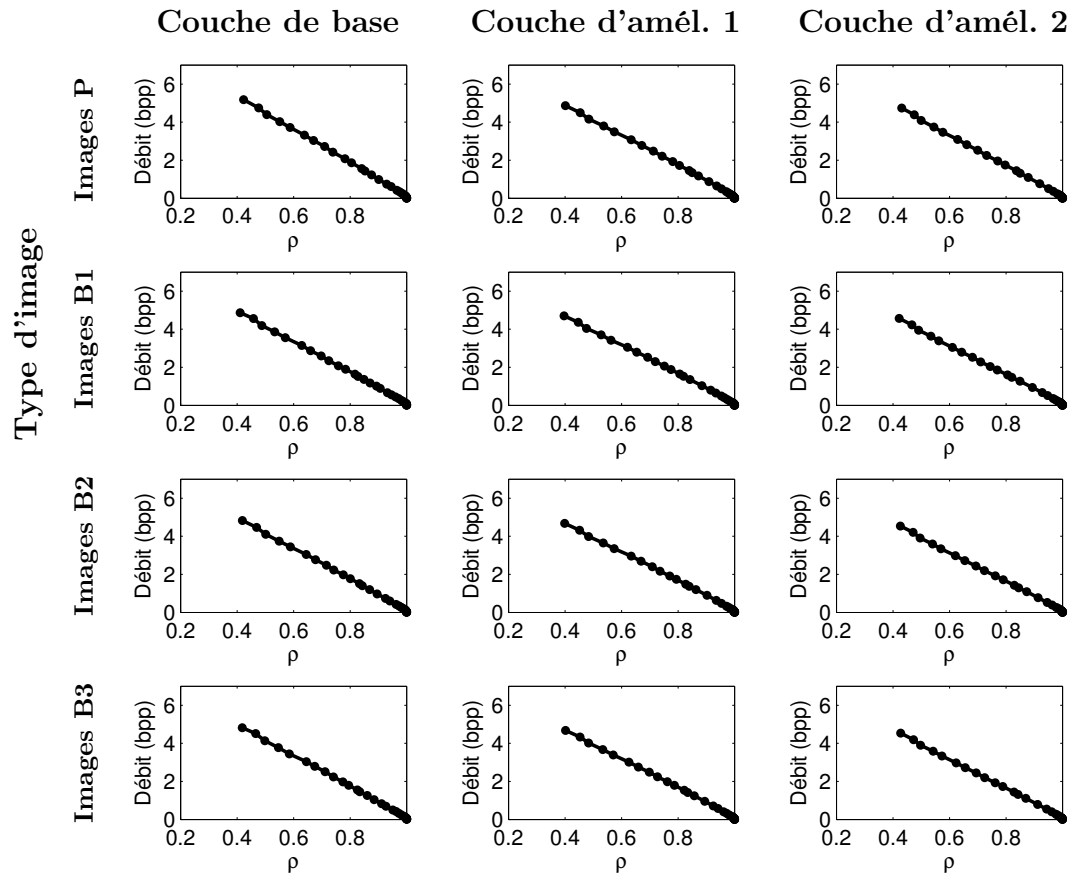 Couche de base Couche d'amél. 1 Couche d'amél. 2
Type d'image
Images P
Débit (bpp)
6
4
2
0
0.2 0.4 0.6 0.8
ρ
Débit (bpp)
6
4
2
0
0.2 0.4 0.6 0.8
ρ
Débit (bpp)
6
4
2
0
0.2 0.4 0.6 0.8
ρ
Images B1
Débit (bpp)
6
4
2
0
0.2 0.4 0.6 0.8
ρ
Débit (bpp)
6
4
2
0
0.2 0.4 0.6 0.8
ρ
Débit (bpp)
6
4
2
0
0.2 0.4 0.6 0.8
ρ
Images B2
Débit (bpp)
6
4
2
0
0.2 0.4 0.6 0.8
ρ
Débit (bpp)
6
4
2
0
0.2 0.4 0.6 0.8
ρ
Débit (bpp)
6
4
2
0
0.2 0.4 0.6 0.8
ρ
Images B3
Débit (bpp)
6
4
2
0
0.2 0.4 0.6 0.8
ρ
Débit (bpp)
6
4
2
0
0.2 0.4 0.6 0.8
ρ
Débit (bpp)
6
4
2
0
0.2 0.4 0.6 0.8
ρ